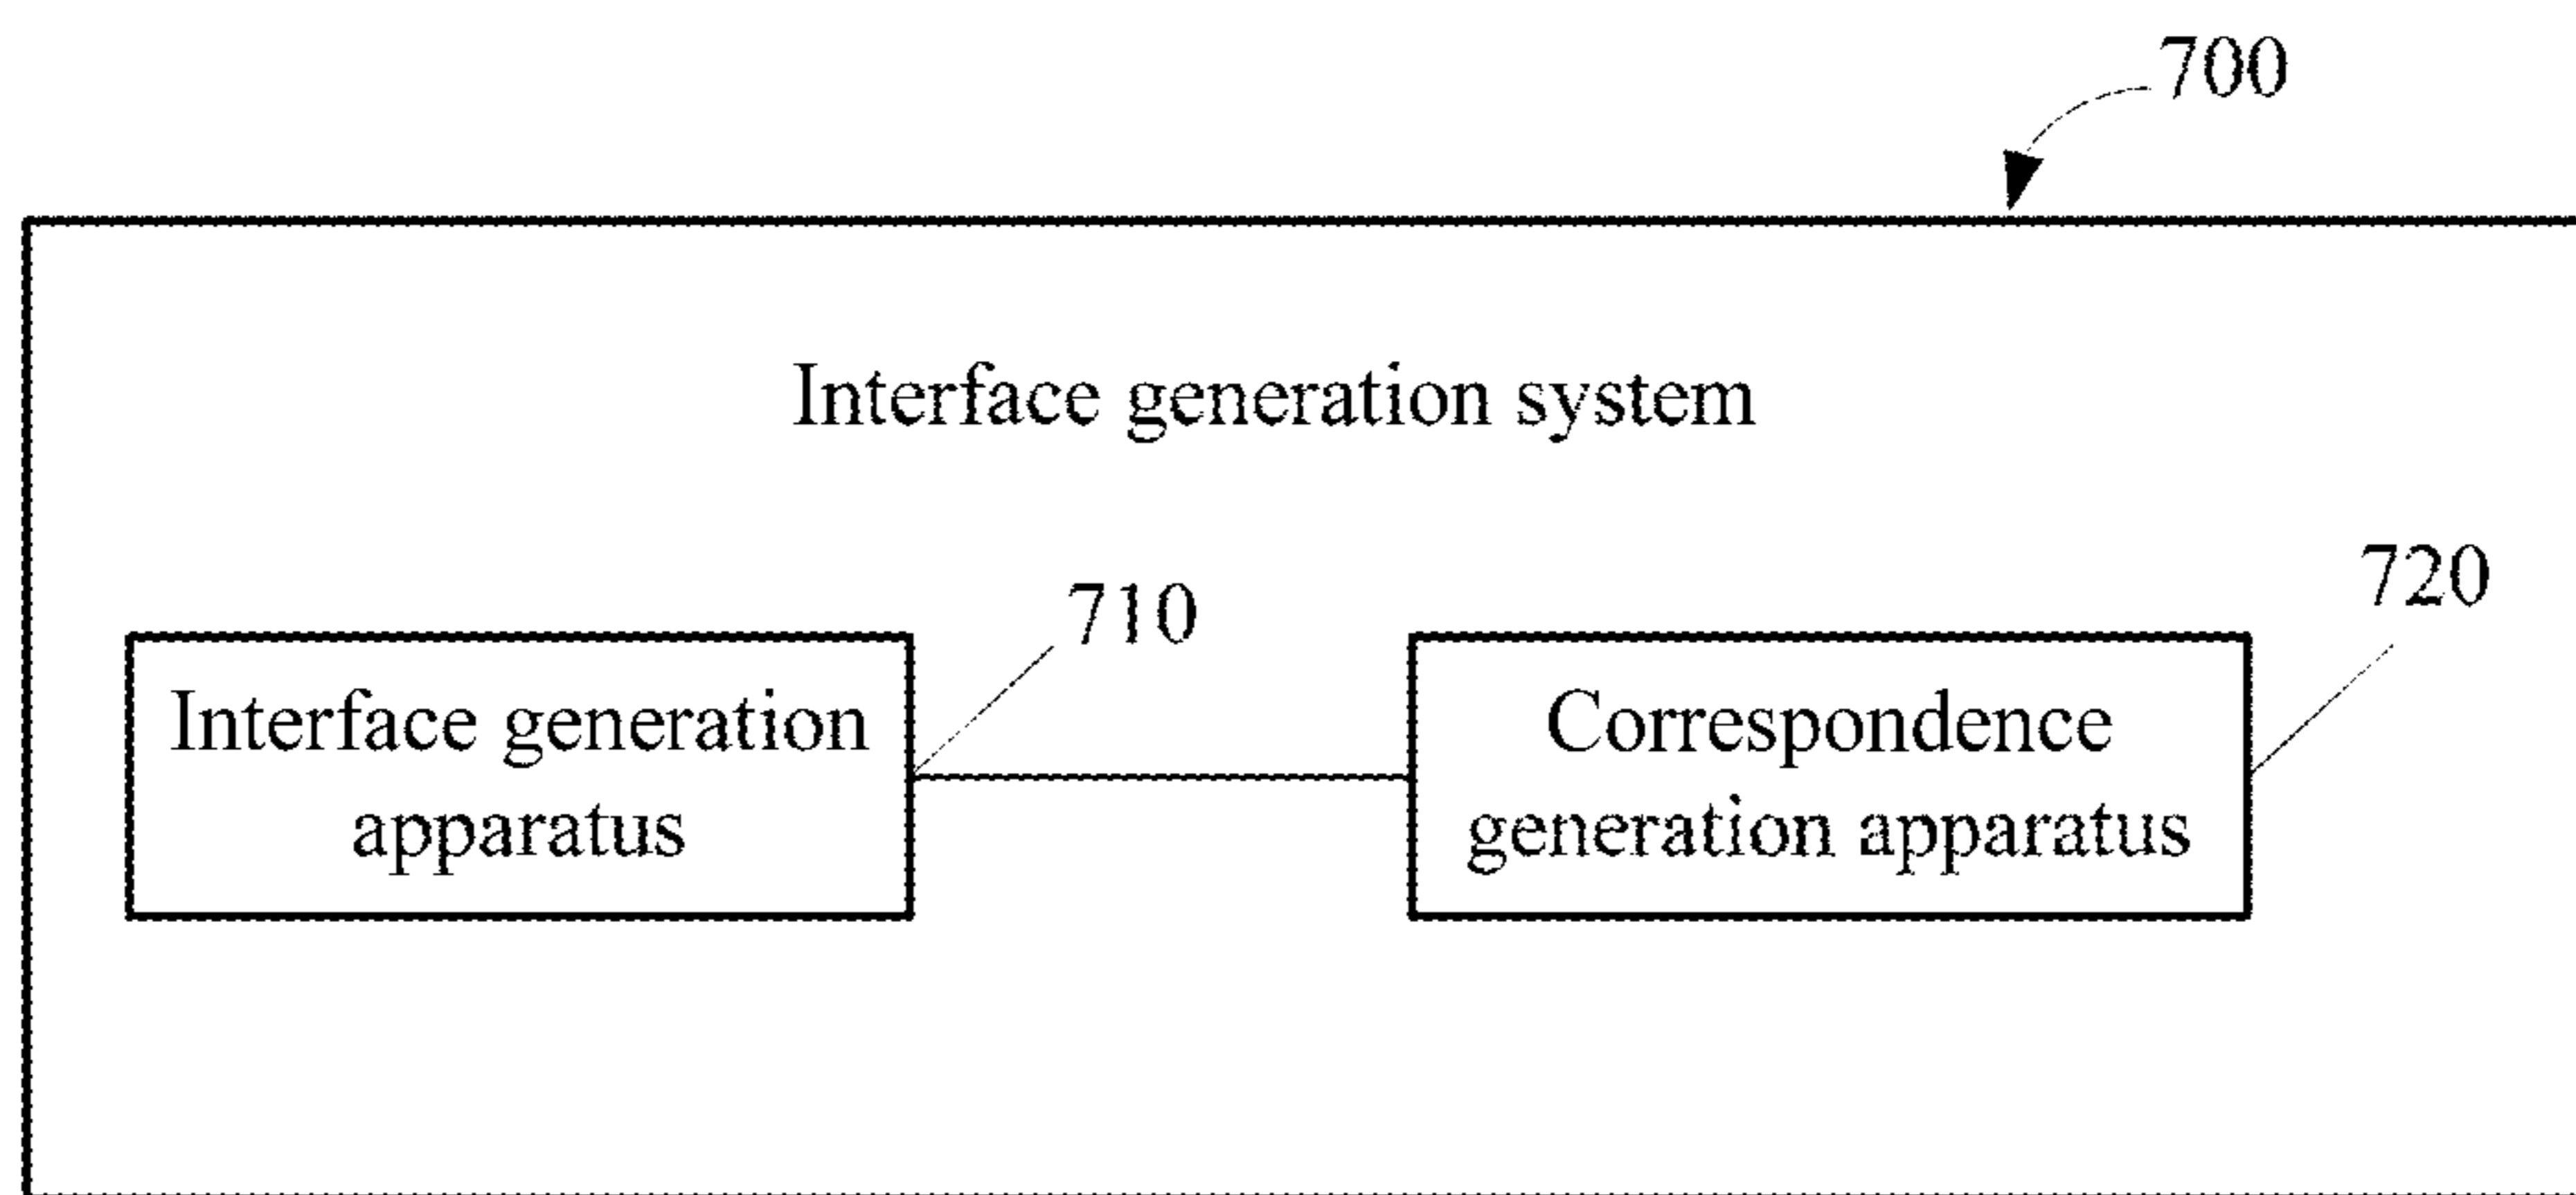 700
Interface generation system
710
720
Interface generation
apparatus
Correspondence
generation apparatus